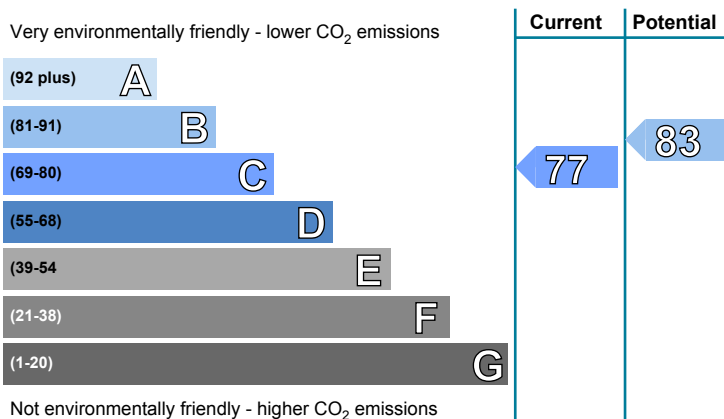 Very environmentally friendly - lower CO2 emissions
Current
Potential
(92 plus) A
(81-91) B
(69-80) C
(55-68) D
(39-54 E
(21-38) F
(1-20) G
77
83
Not environmentally friendly - higher CO2 emissions